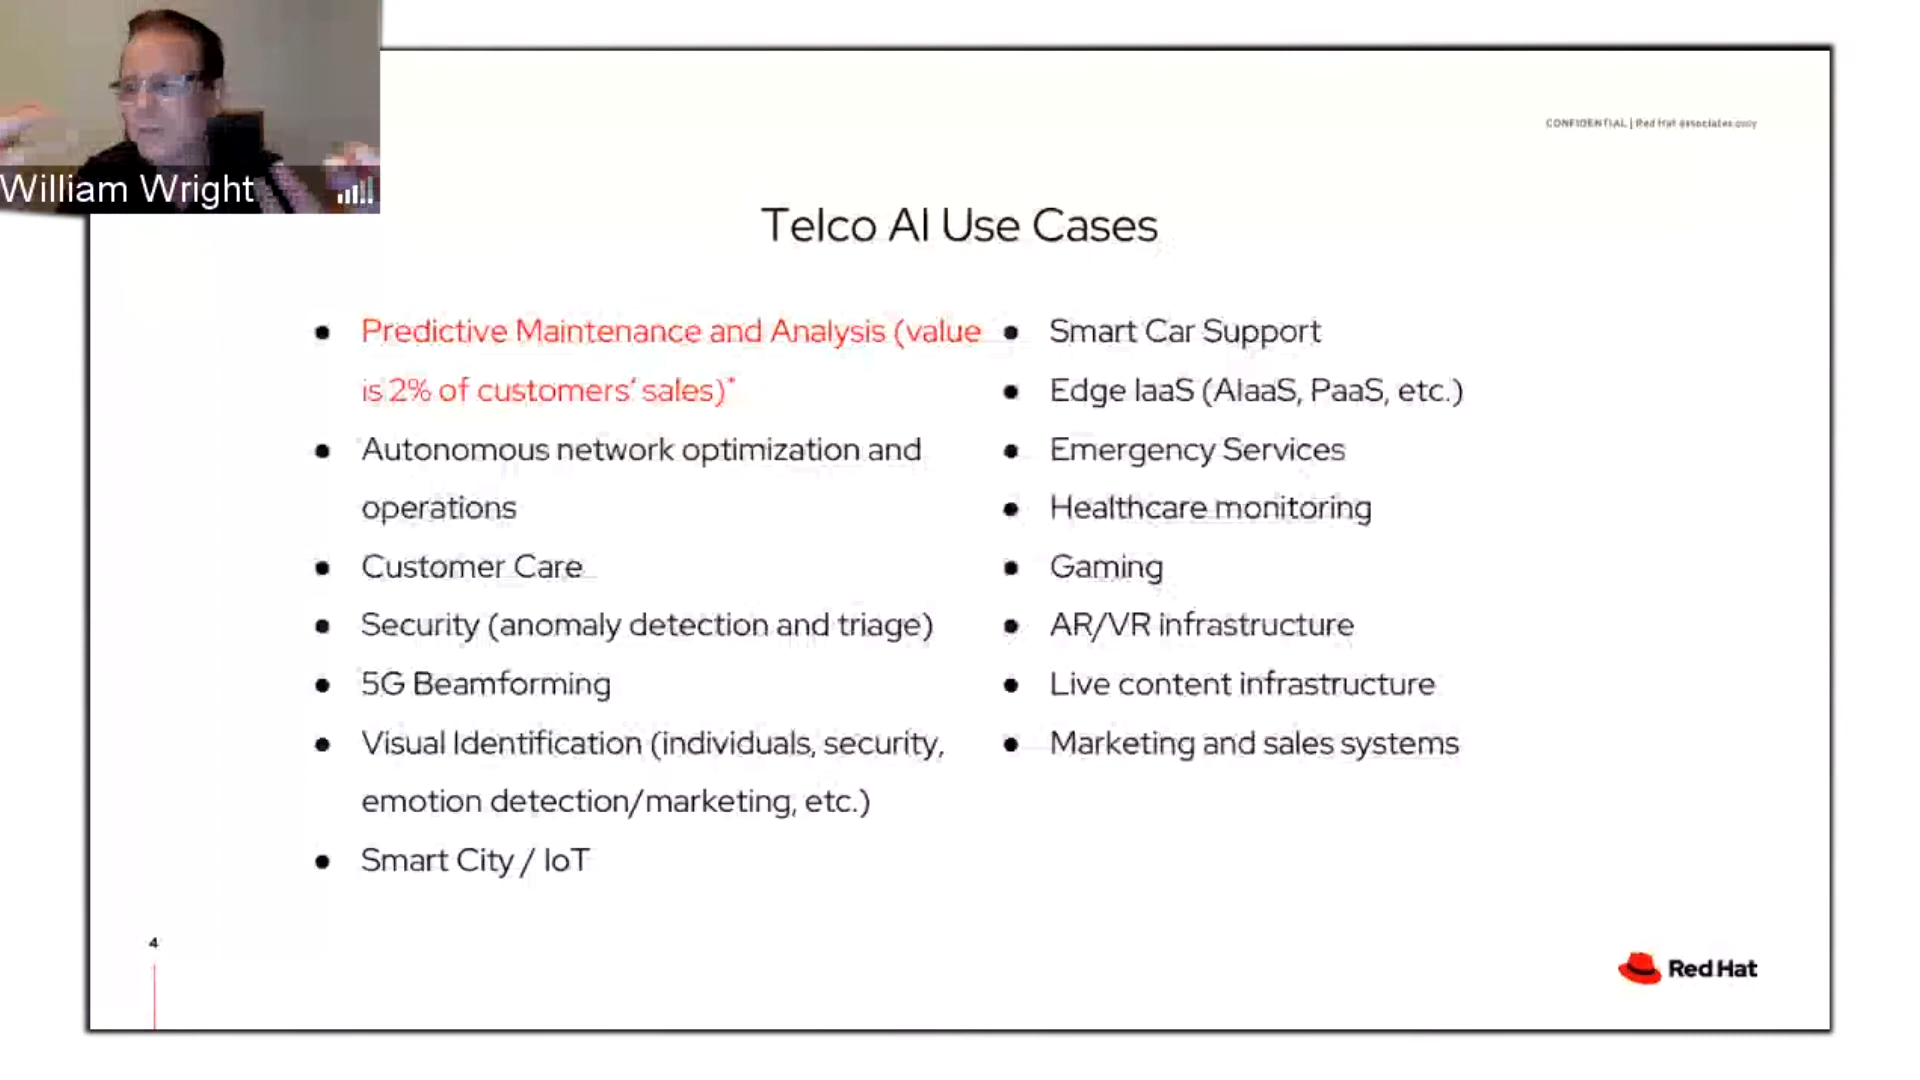 William Wright
CONFIDENTIAL | Red Hat associates only
Telco AI Use Cases
● Predictive Maintenance and Analysis (value
is 2% of customers' sales)*
● Autonomous network optimization and
operations
● Customer Care
● Security (anomaly detection and triage)
● 5G Beamforming
● Visual Identification (individuals, security,
emotion detection/marketing, etc.)
● Smart City / IoT
● Smart Car Support
● Edge IaaS (AIaaS, PaaS, etc.)
● Emergency Services
● Healthcare monitoring
● Gaming
● AR/VR infrastructure
● Live content infrastructure
● Marketing and sales systems
4
Red Hat